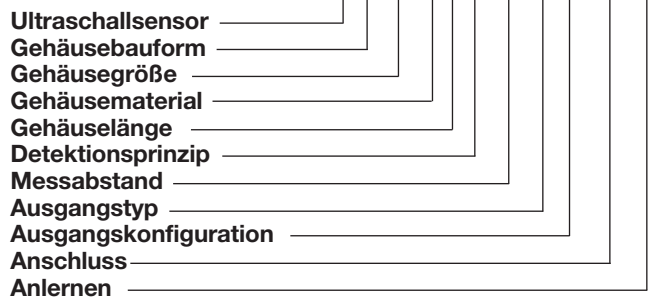 Ultraschallsensor
Gehäusebauform
Gehäusegröße
Gehäusematerial
Gehäuselänge
Detektionsprinzip
Messabstand
Ausgangstyp
Ausgangskonfiguration
Anschluss
Anlernen